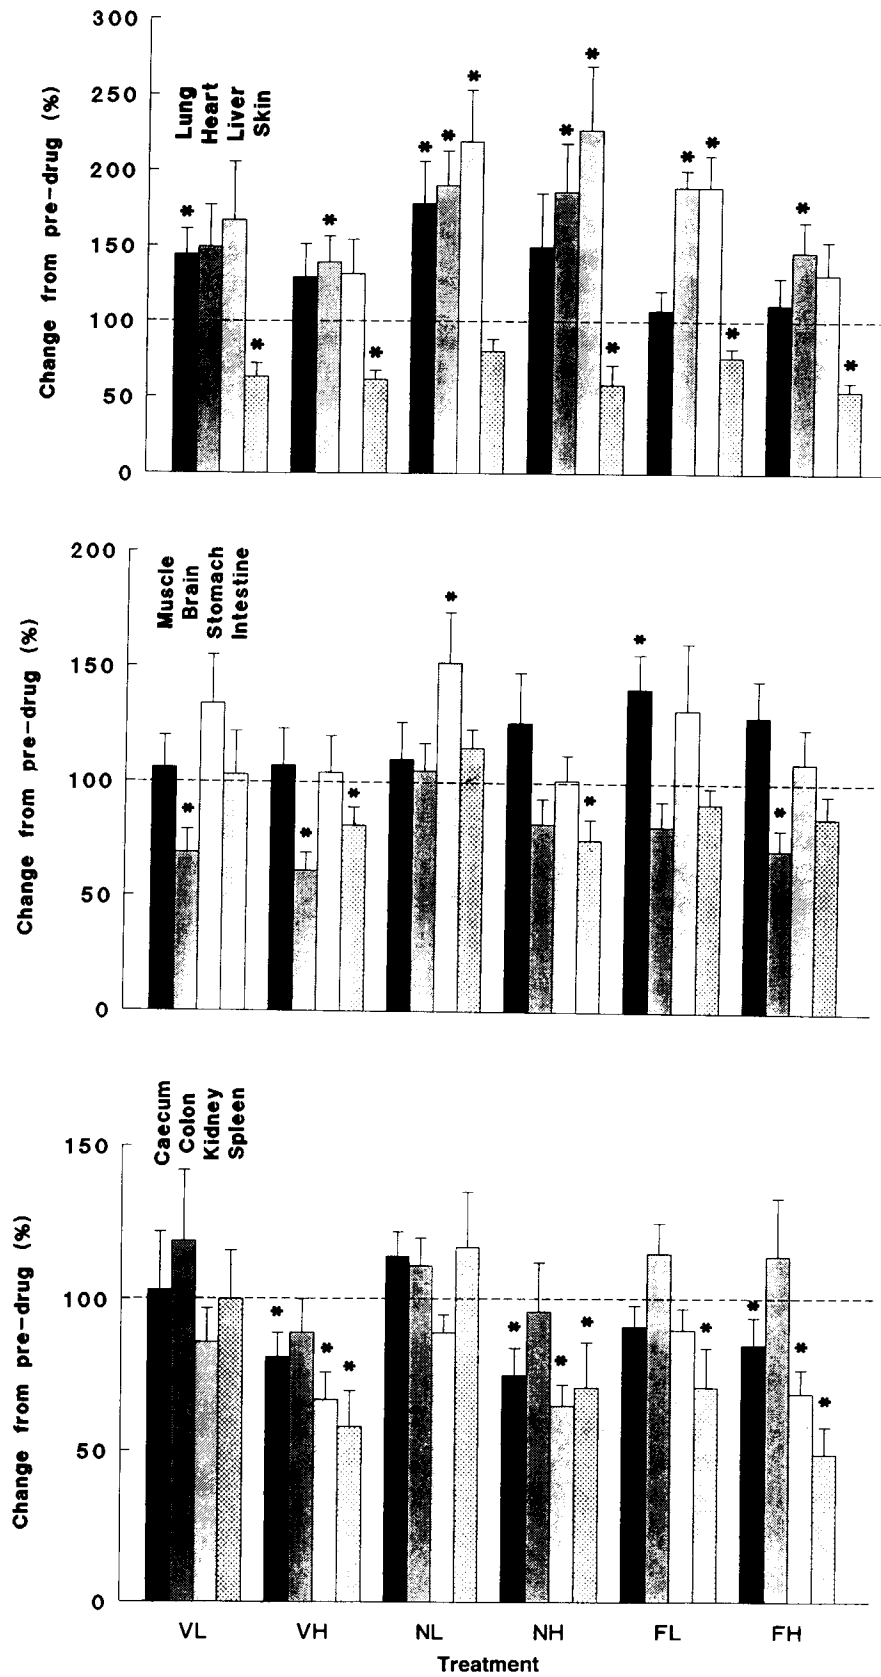 300
250
200
150
100
50
0
Change from pre-drug (%)
Lung
Heart
Liver
Skin
* * * * * * * * * * * * * * *
200
150
100
50
0
Change from pre-drug (%)
Muscle
Brain
Stomach
Intestine
* * * * * * *
150
100
50
0
Change from pre-drug (%)
Caecum
Colon
Kidney
Spleen
* * * * * * * * * *
VL VH NL NH FL FH
Treatment